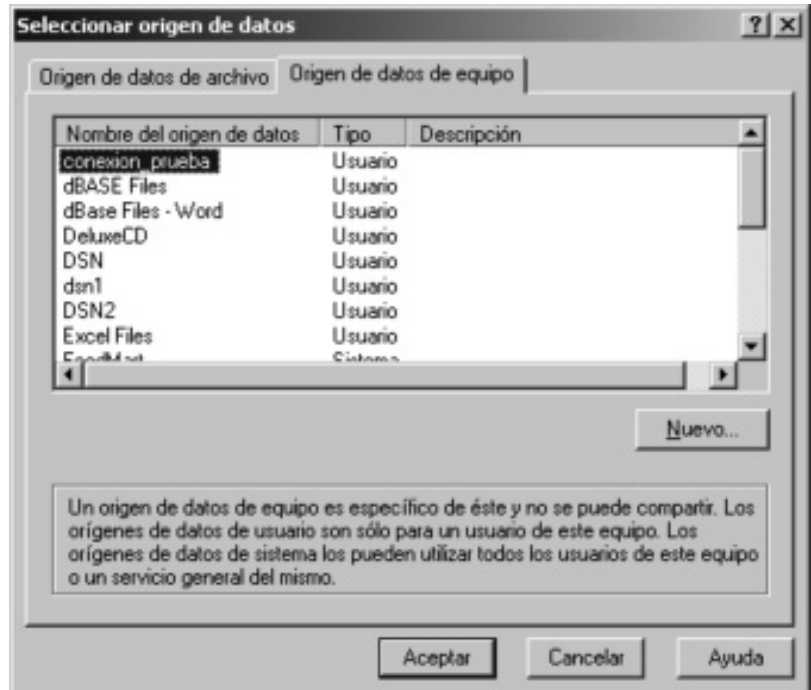 Seleccionar origen de datos
Origen de datos de archivo Origen de datos de equipo
Nombre del origen de datos Tipo Descripción
conexion_prueba Usuario
dBASE Files Usuario
dBase Files - Word Usuario
DeluxeCD Usuario
DSN Usuario
dsn1 Usuario
DSN2 Usuario
Excel Files Usuario
FoodMart Sistema
Nuevo...
Un origen de datos de equipo es específico de éste y no se puede compartir. Los
orígenes de datos de usuario son sólo para un usuario de este equipo. Los
orígenes de datos de sistema los pueden utilizar todos los usuarios de este equipo
o un servicio general del mismo.
Aceptar Cancelar Ayuda